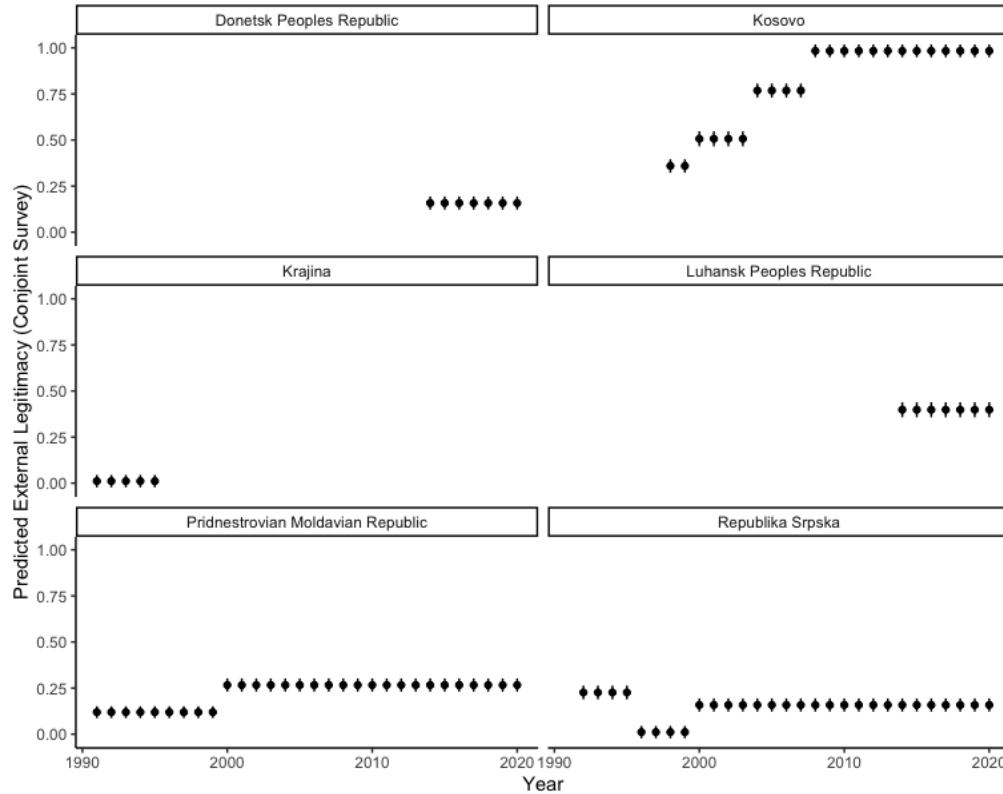 Donetsk Peoples Republic
Kosovo
1.00
0.75
0.50
0.25
0.00
Krajina
Luhansk Peoples Republic
1.00
0.75
0.50
0.25
0.00
Pridnestrovian Moldavian Republic
Republika Srpska
1.00
0.75
0.50
0.25
0.00
1990
2000
2010
2020
1990
2000
2010
2020
Year
Predicted External Legitimacy (Conjoint Survey)